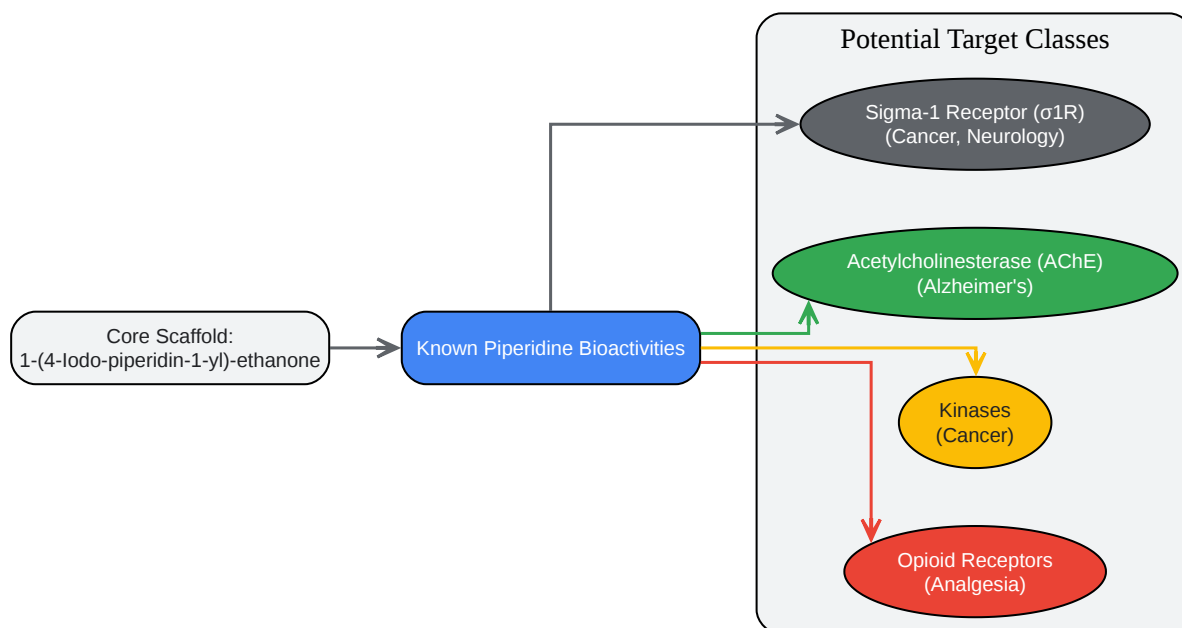 Potential Target Classes
Sigma-1 Receptor (σ1R)
(Cancer, Neurology)
Acetylcholinesterase (AChE)
(Alzheimer's)
Core Scaffold:
1-(4-Iodo-piperidin-1-yl)-ethanone
Known Piperidine Bioactivities
Kinases
(Cancer)
Opioid Receptors
(Analgesia)